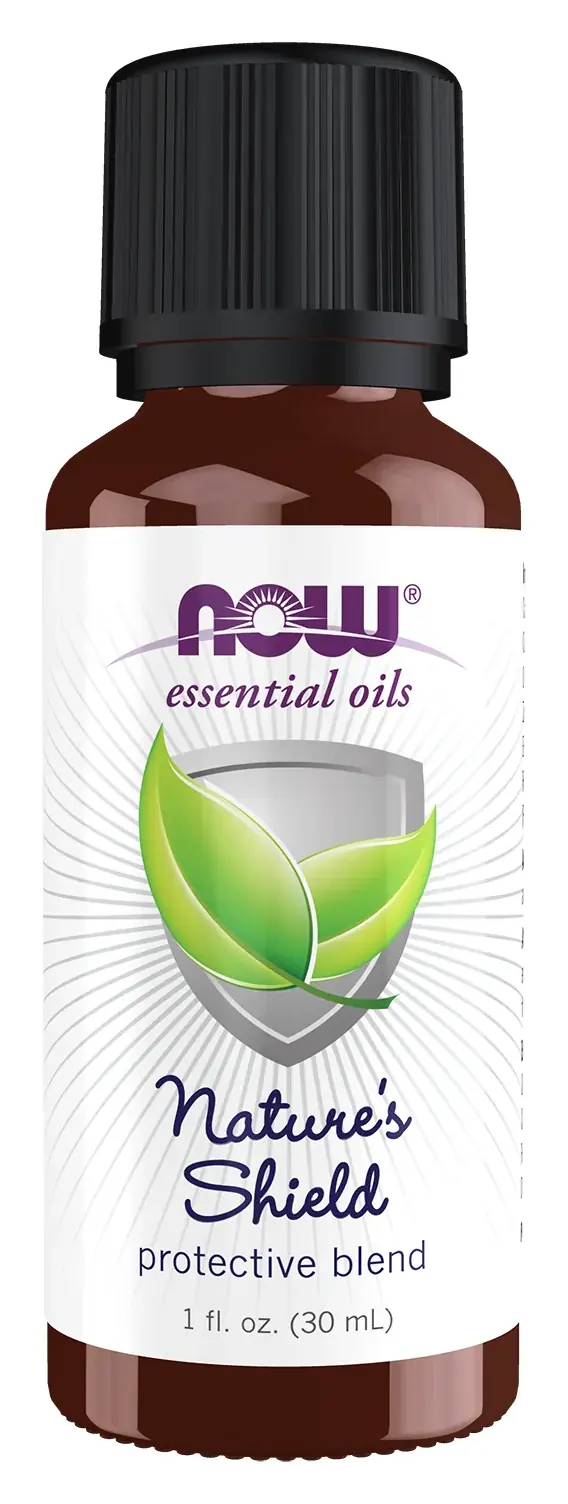 NOW®
essential oils
Nature's
Shield
protective blend
1 fl. oz. (30 mL)